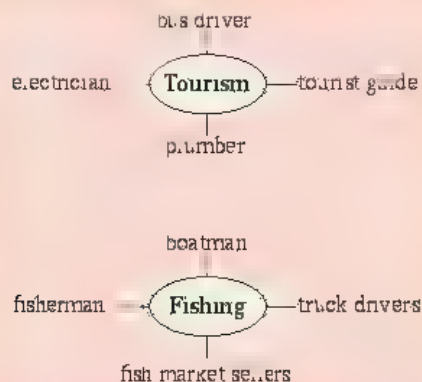 bus driver
electrician Tourism tourist guide
plumber
boatman
fisherman Fishing truck drivers
fish market sellers